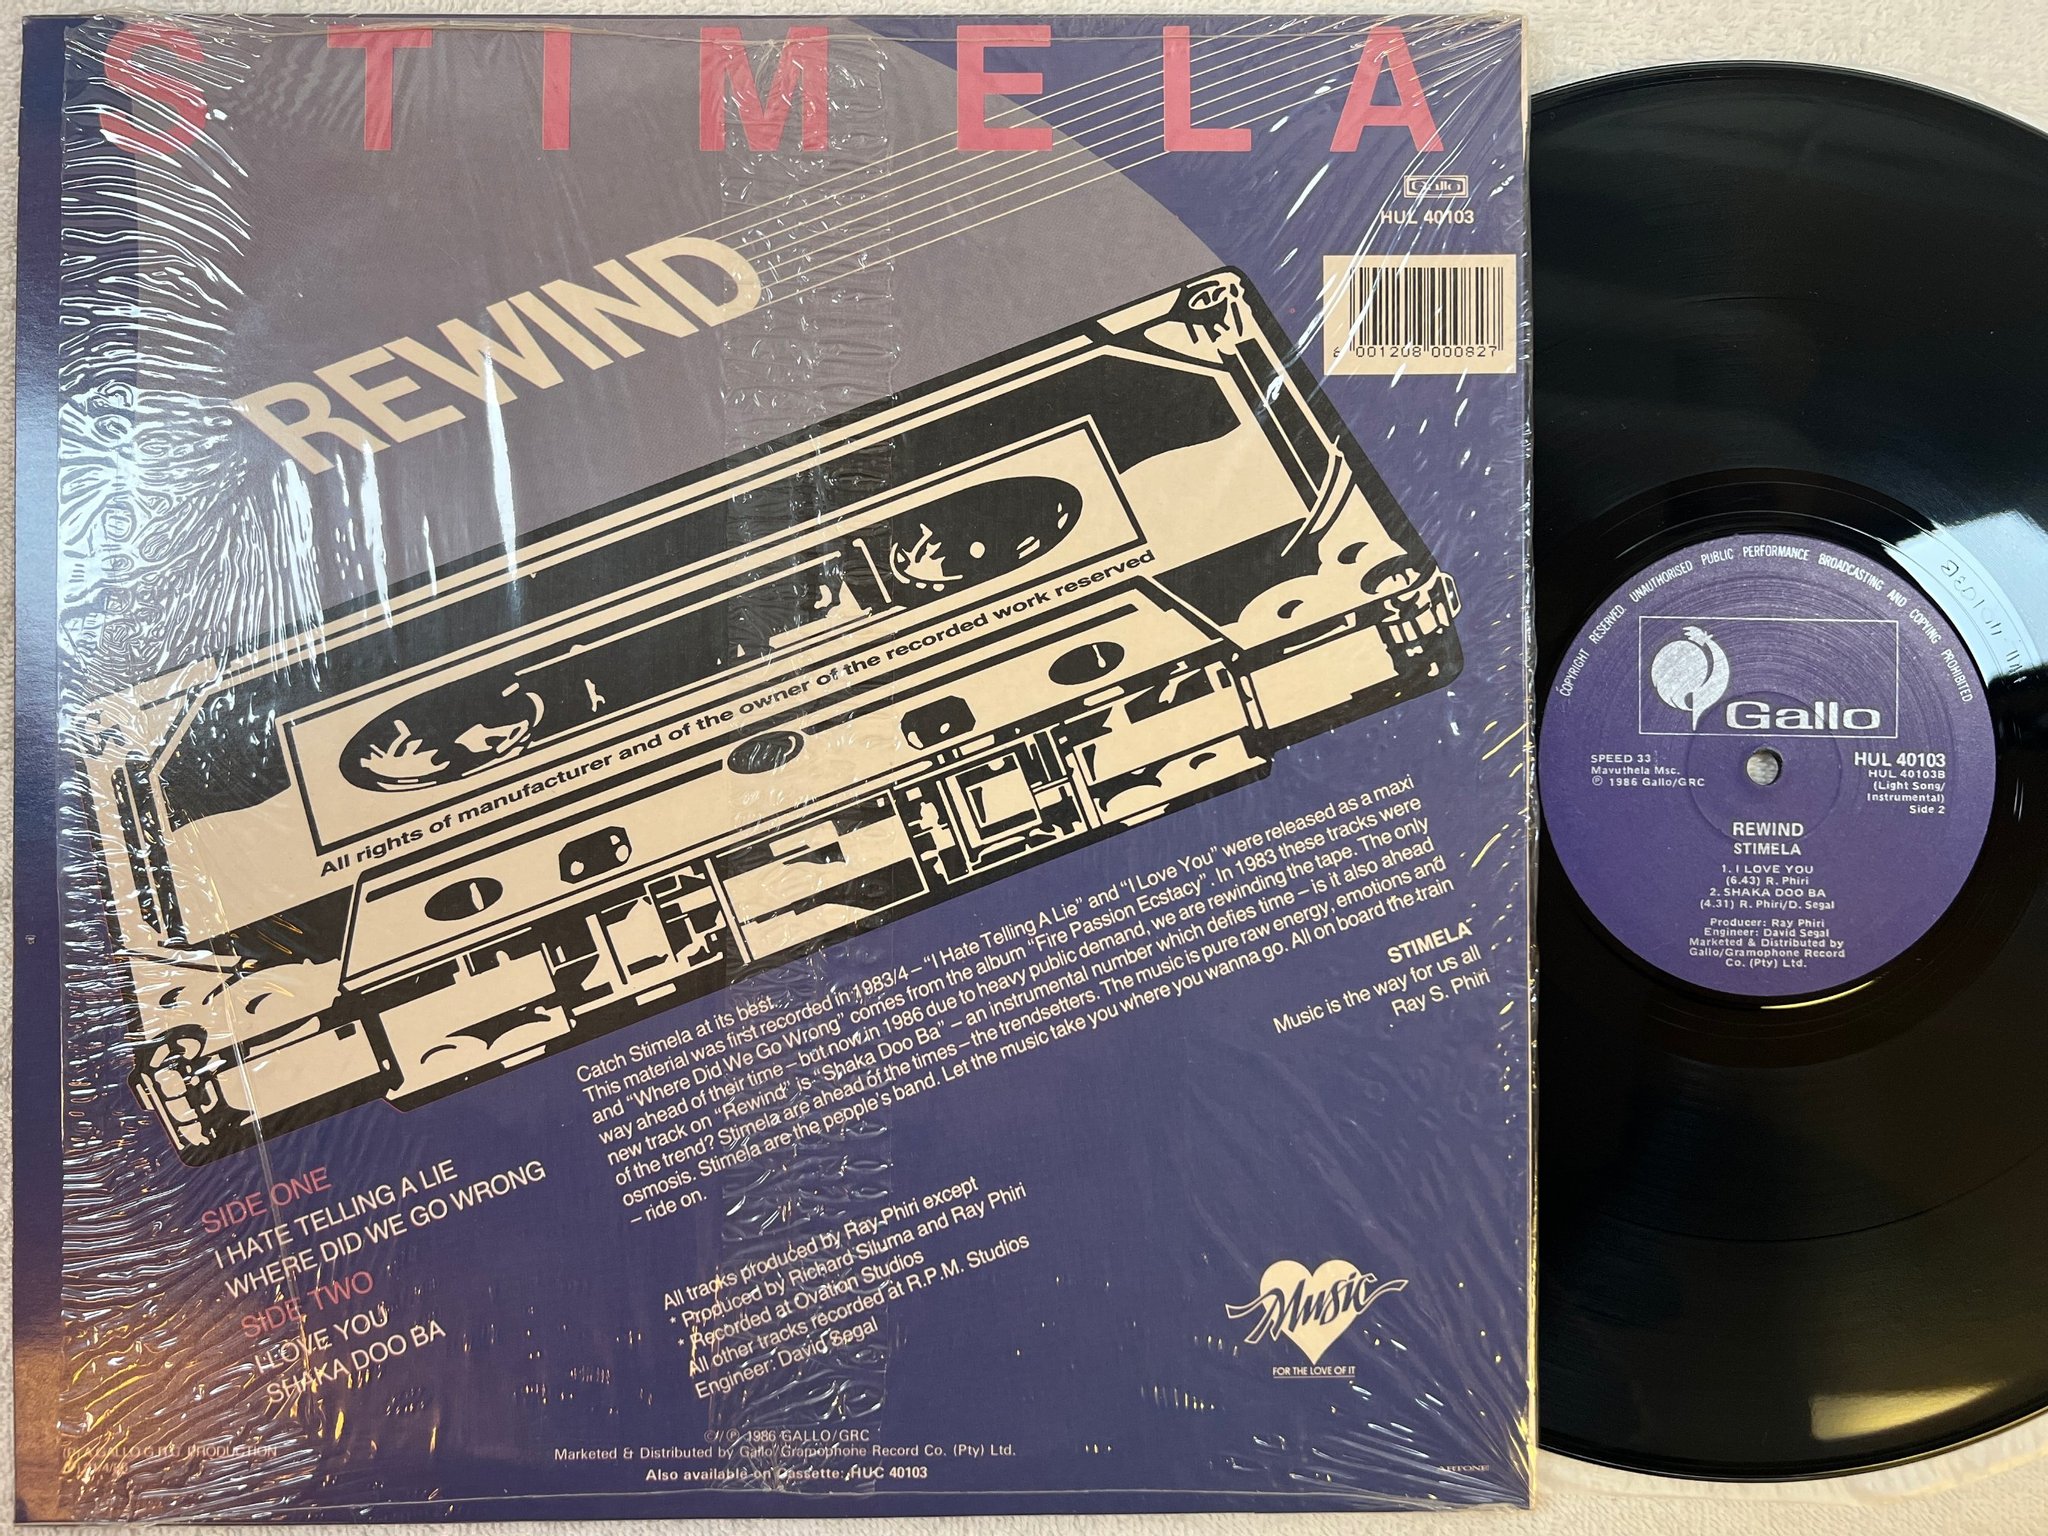 STIMELA
REWIND
Gallo
HUL 40103
6 001208 000827
All rights of manufacturer and of the owner of the recorded work reserved
Catch Stimela at its best.
This material was first recorded in 1983/4 – "I Hate Telling A Lie" and "I Love You" were released as a maxi
and "Where Did We Go Wrong" comes from the album "Fire Passion Ecstacy". In 1983 these tracks were
way ahead of their time – but now in 1986 due to heavy public demand, we are rewinding the tape. The only
new track on "Rewind" is "Shaka Doo Ba" – an instrumental number which defies time – is it also ahead
of the trend? Stimela are ahead of the times – the trendsetters. The music is pure raw energy, emotions and
osmosis. Stimela are the people's band. Let the music take you where you wanna go. All on board the train
– ride on.
STIMELA
Music is the way for us all
Ray S. Phiri
SIDE ONE
I HATE TELLING A LIE
WHERE DID WE GO WRONG
SIDE TWO
I LOVE YOU
SHAKA DOO BA
All tracks produced by Ray Phiri except
* Produced by Richard Siluma and Ray Phiri
* Recorded at Ovation Studios
All other tracks recorded at R.P.M. Studios
Engineer: David Segal
Music
FOR THE LOVE OF IT
© ℗ 1986 GALLO/GRC
Marketed & Distributed by Gallo/Gramophone Record Co. (Pty) Ltd.
Also available on Cassette: HUC 40103
A GALLO G.R.C. PRODUCTION
ARTONE
COPYRIGHT RESERVED. UNAUTHORISED PUBLIC PERFORMANCE BROADCASTING AND COPYING PROHIBITED
Gallo
SPEED 33
Mavuthela Msc.
℗ 1986 Gallo/GRC
HUL 40103
HUL 40103B
(Light Song/
Instrumental)
Side 2
REWIND
STIMELA
1. I LOVE YOU
(6.43) R. Phiri
2. SHAKA DOO BA
(4.31) R. Phiri/D. Segal
Producer: Ray Phiri
Engineer: David Segal
Marketed & Distributed by
Gallo/Gramophone Record
Co. (Pty) Ltd.